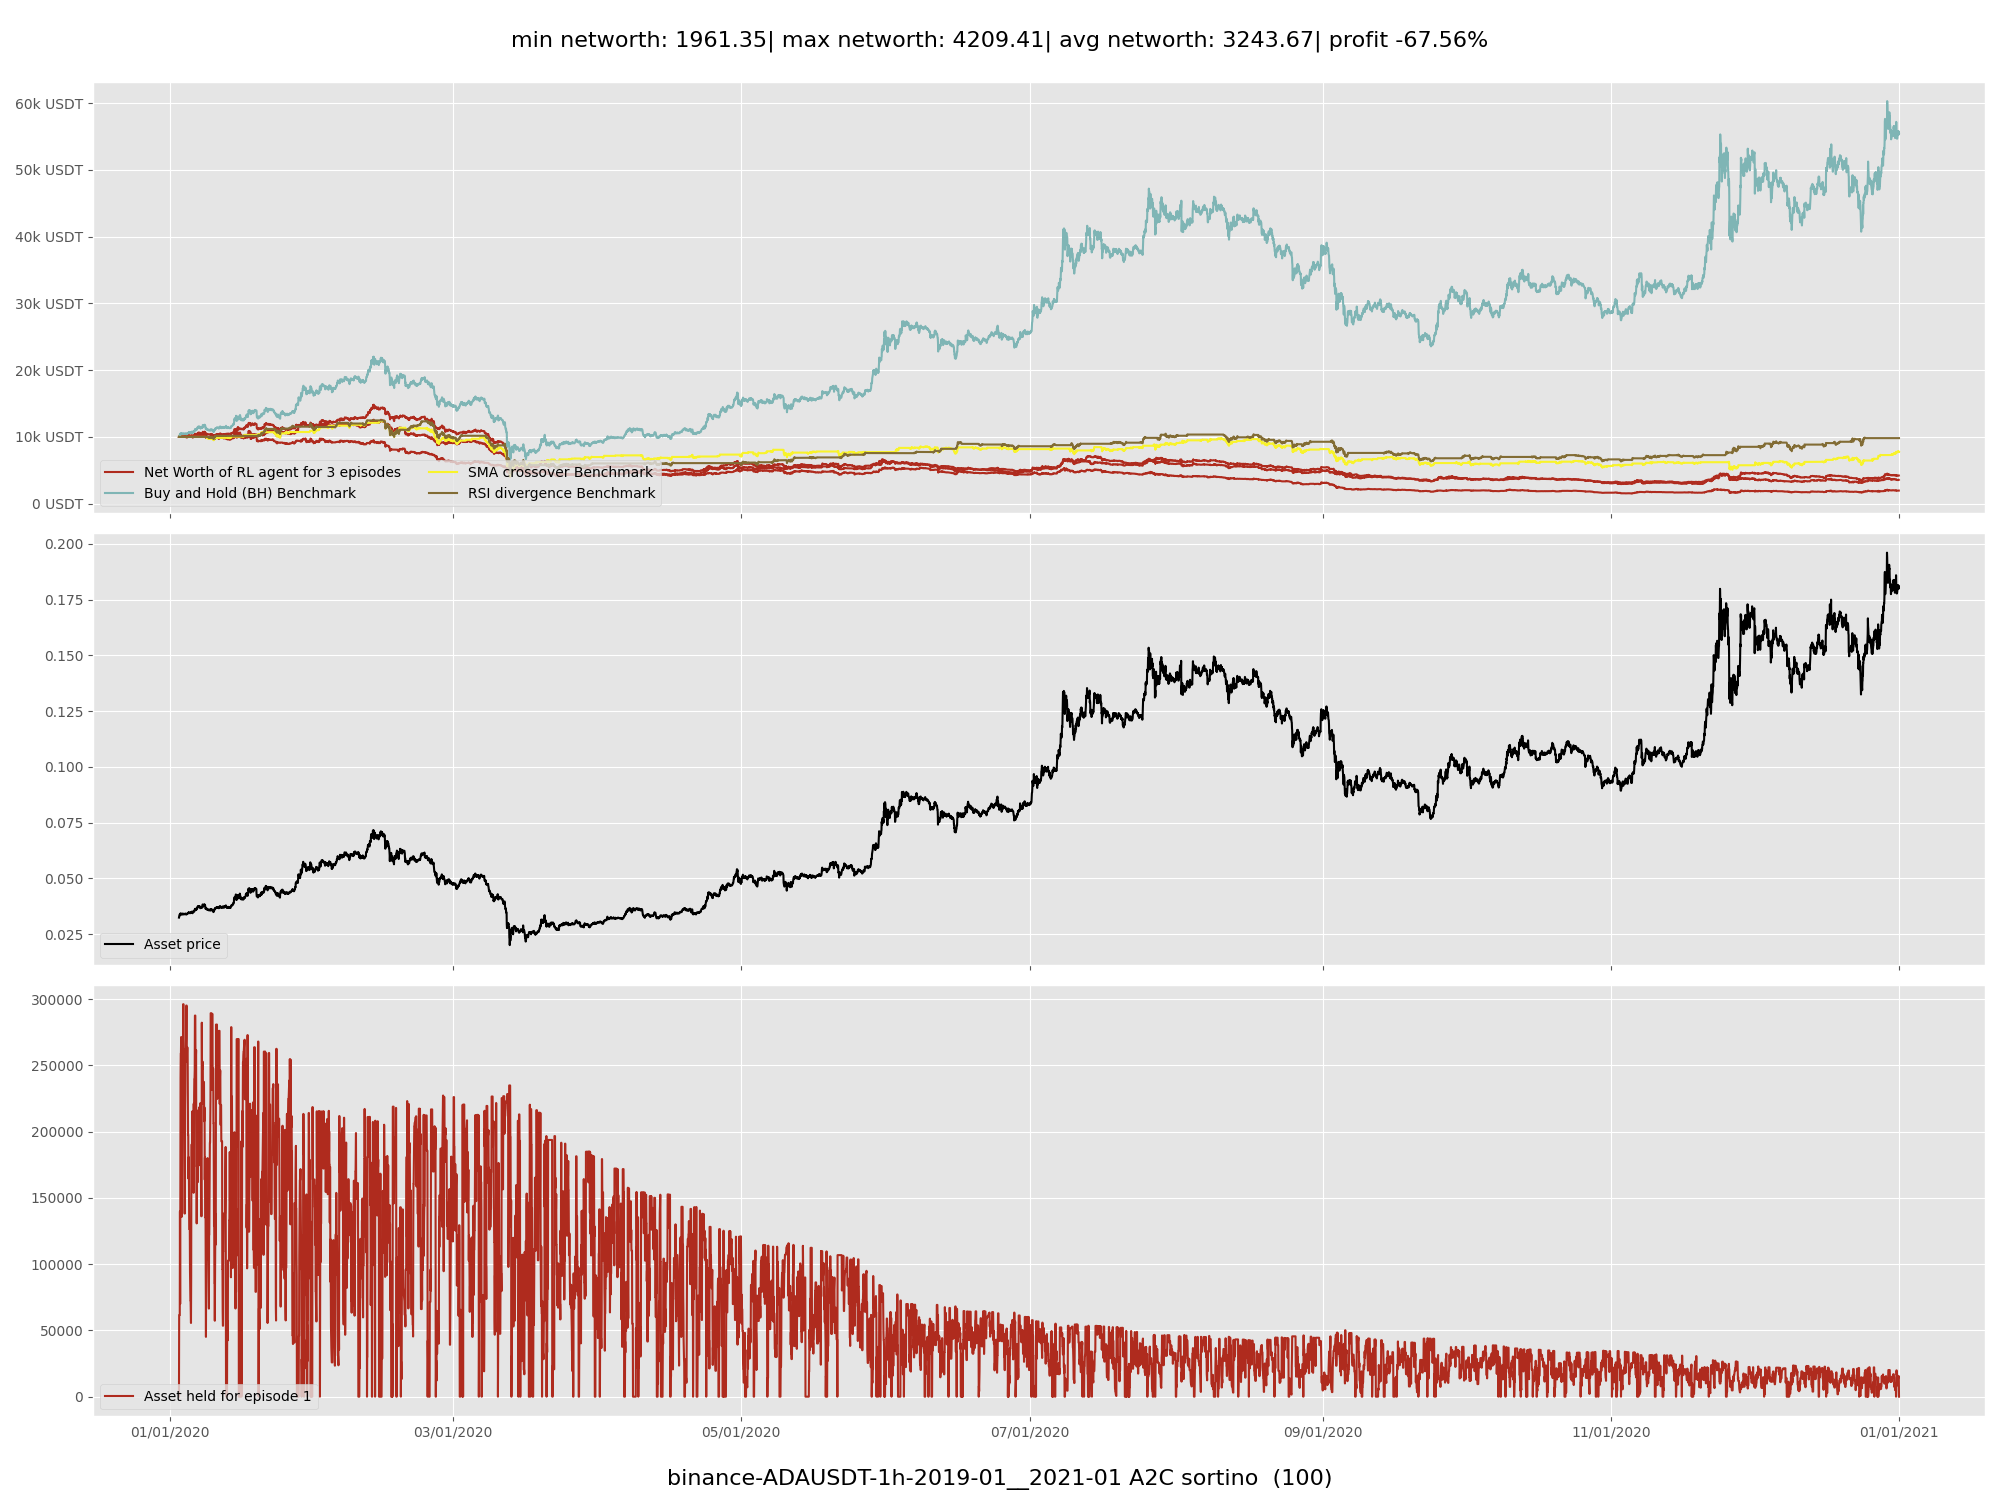 min networth: 1961.35| max networth: 4209.41| avg networth: 3243.67| profit -67.56%
60k USDT
50k USDT
40k USDT
30k USDT
20k USDT
10k USDT
0 USDT
Net Worth of RL agent for 3 episodes
Buy and Hold (BH) Benchmark
SMA crossover Benchmark
RSI divergence Benchmark
0.200
0.175
0.150
0.125
0.100
0.075
0.050
0.025
Asset price
300000
250000
200000
150000
100000
50000
0
Asset held for episode 1
01/01/2020 03/01/2020 05/01/2020 07/01/2020 09/01/2020 11/01/2020 01/01/2021
binance-ADAUSDT-1h-2019-01__2021-01 A2C sortino  (100)